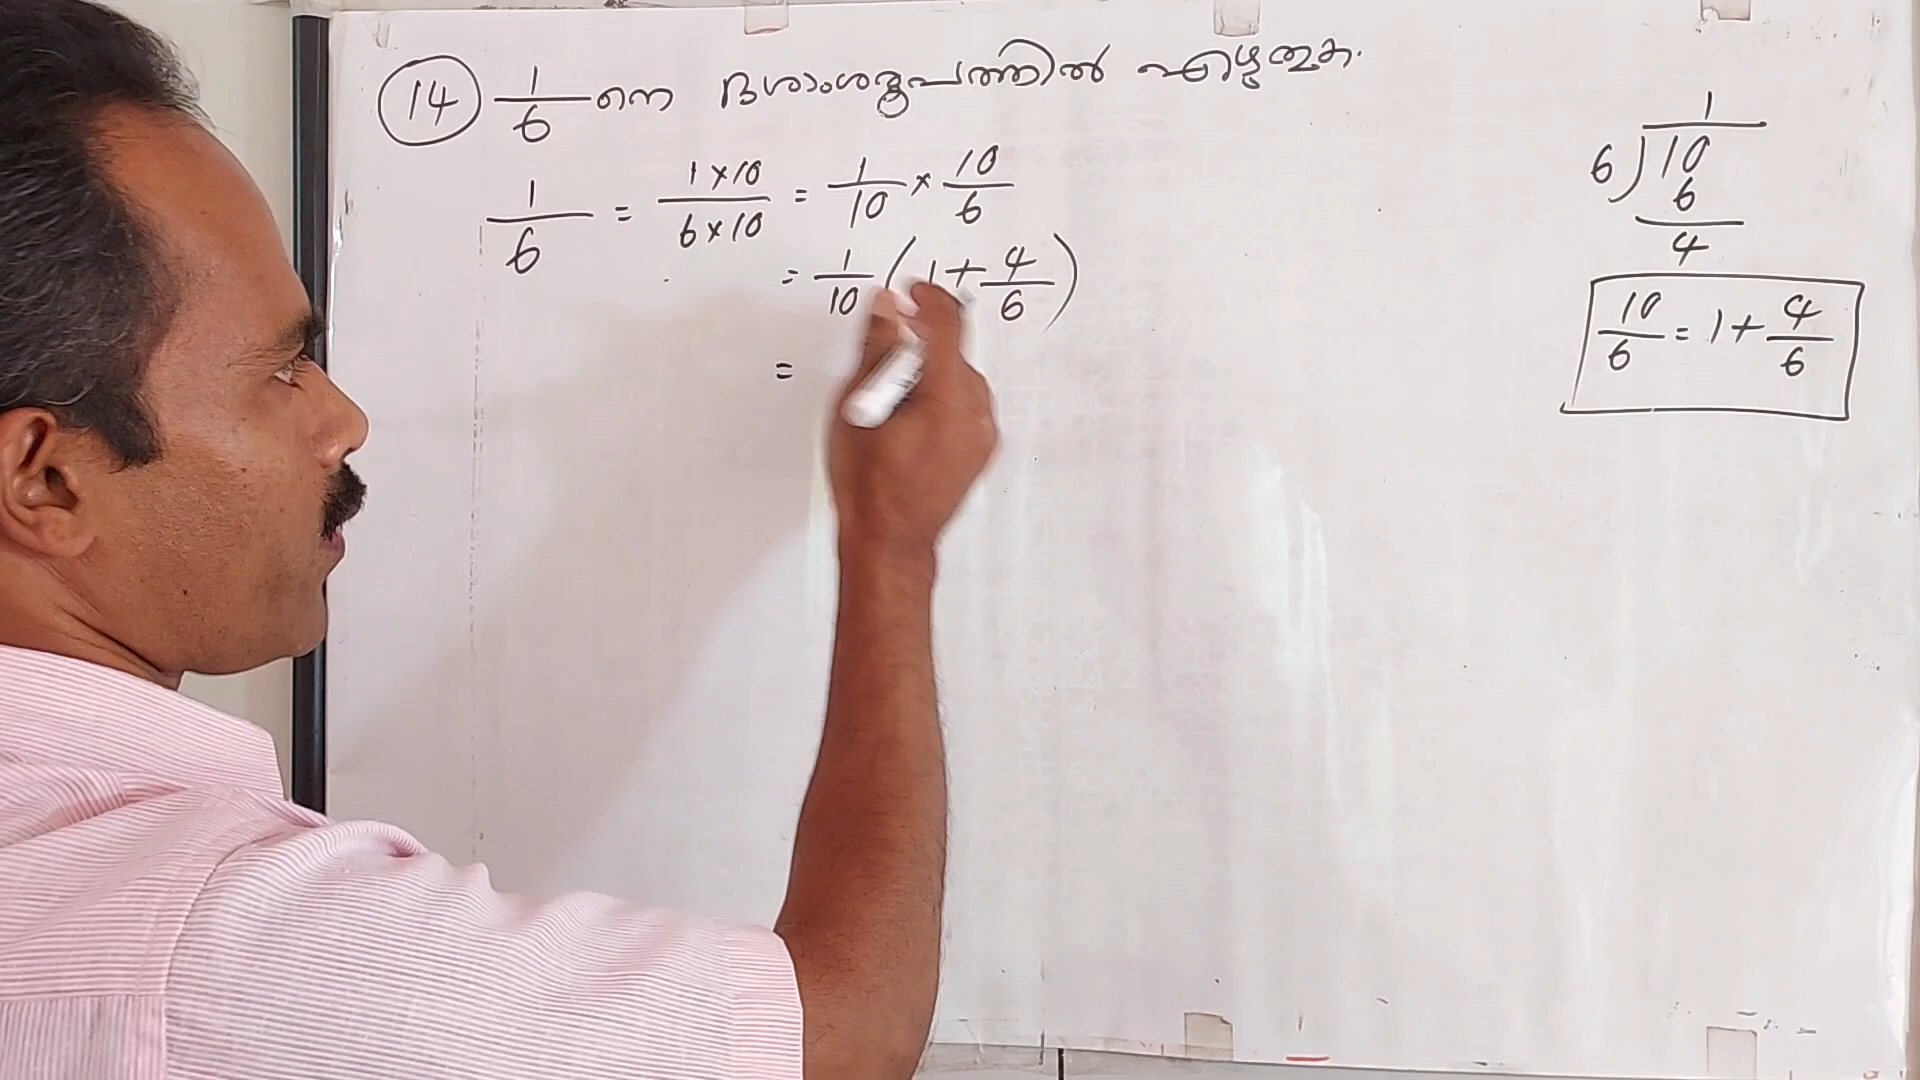 14 1/6 നെ ദശാംശരൂപത്തിൽ എഴുതുക.
1/6 = (1 × 10)/(6 × 10) = 1/10 × 10/6
= 1/10 (1 + 4/6)
=
1
6)10
6
4
10/6 = 1 + 4/6